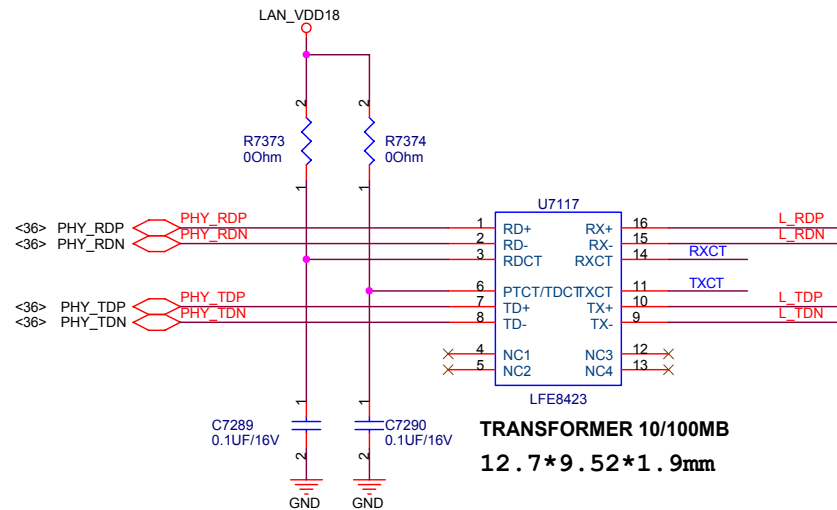 LAN_VDD18
2
2
R7373
0Ohm
R7374
0Ohm
1
1
U7117
<36> PHY_RDP PHY_RDP 1 RD+ RX+ 16 L_RDP
<36> PHY_RDN PHY_RDN 2 RD- RX- 15 L_RDN
3 RDCT RXCT 14 RXCT
6 PTCT/TDCT TXCT 11 TXCT
<36> PHY_TDP PHY_TDP 7 TD+ TX+ 10 L_TDP
<36> PHY_TDN PHY_TDN 8 TD- TX- 9 L_TDN
4 NC1 NC3 12
5 NC2 NC4 13
LFE8423
1
1
C7289
0.1UF/16V
C7290
0.1UF/16V
2
2
GND
GND
TRANSFORMER 10/100MB
12.7*9.52*1.9mm